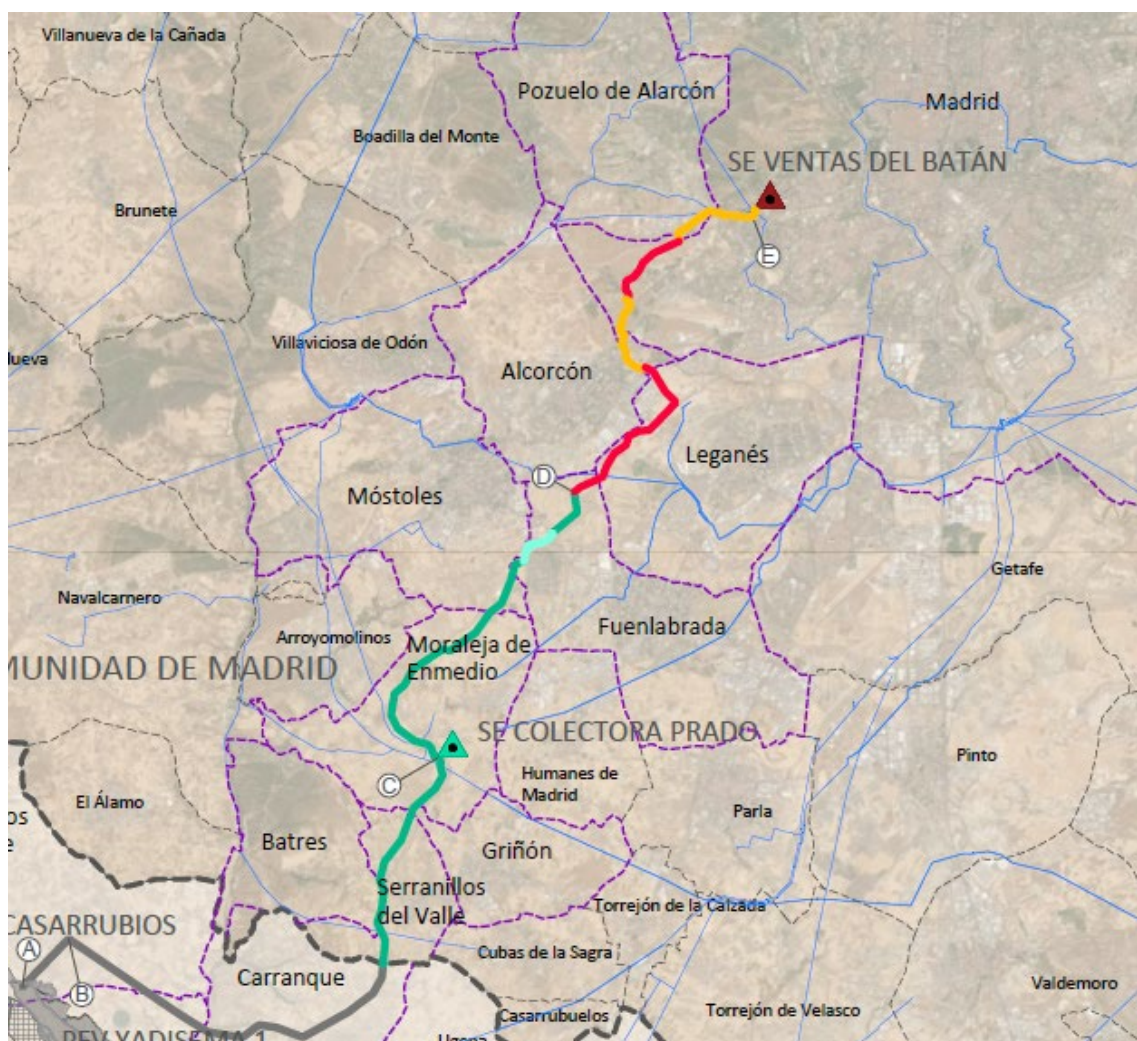 Villanueva de la Cañada
Pozuelo de Alarcón
Madrid
Boadilla del Monte
SE VENTAS DEL BATÁN
Brunete
E
Villaviciosa de Odón
Alcorcón
Leganés
D
Móstoles
Getafe
Navalcarnero
Fuenlabrada
Arroyomolinos
Moraleja de
Enmedio
MUNIDAD DE MADRID
SE COLECTORA PRADO
Pinto
C
Humanes de
Madrid
El Álamo
Parla
Batres
Griñón
Serranillos
del Valle
Torrejón de la Calzada
CASARRUBIOS
A
Cubas de la Sagra
Carranque
B
Valdemoro
Casarrubuelos
Torrejón de Velasco